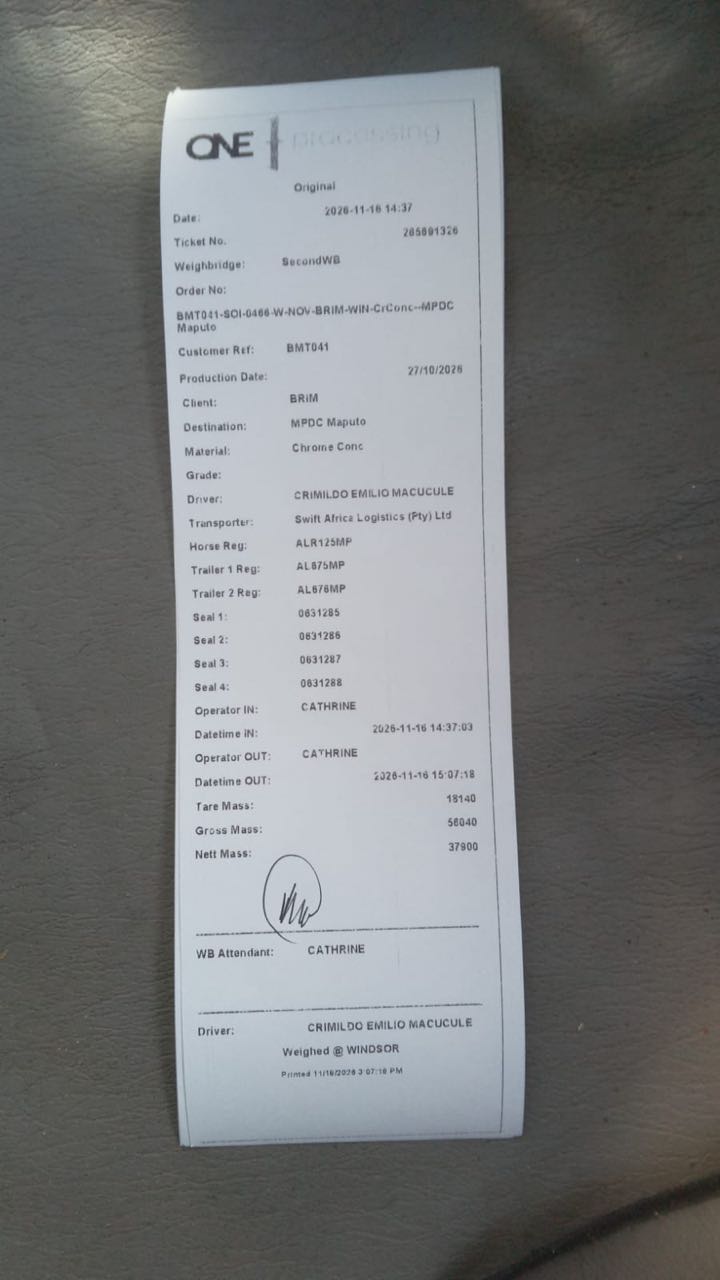 ONE processing
Original
Date: 2026-11-16 14:37
Ticket No. 265691326
Weighbridge: SecondWB
Order No:
BMT041-SOI-0466-W-NOV-BRIM-WIN-CrConc--MPDC
Maputo
Customer Ref: BMT041
Production Date: 27/10/2026
Client: BRIM
Destination: MPDC Maputo
Material: Chrome Conc
Grade:
Driver: CRIMILDO EMILIO MACUCULE
Transporter: Swift Africa Logistics (Pty) Ltd
Horse Reg: ALR125MP
Trailer 1 Reg: AL675MP
Trailer 2 Reg: AL676MP
Seal 1: 0631285
Seal 2: 0631286
Seal 3: 0631287
Seal 4: 0631288
Operator IN: CATHRINE
Datetime IN: 2026-11-16 14:37:03
Operator OUT: CATHRINE
Datetime OUT: 2026-11-16 15:07:18
Tare Mass: 18140
Gross Mass: 56040
Nett Mass: 37900
WB Attendant: CATHRINE
Driver: CRIMILDO EMILIO MACUCULE
Weighed @ WINDSOR
Printed 11/16/2026 3:07:18 PM